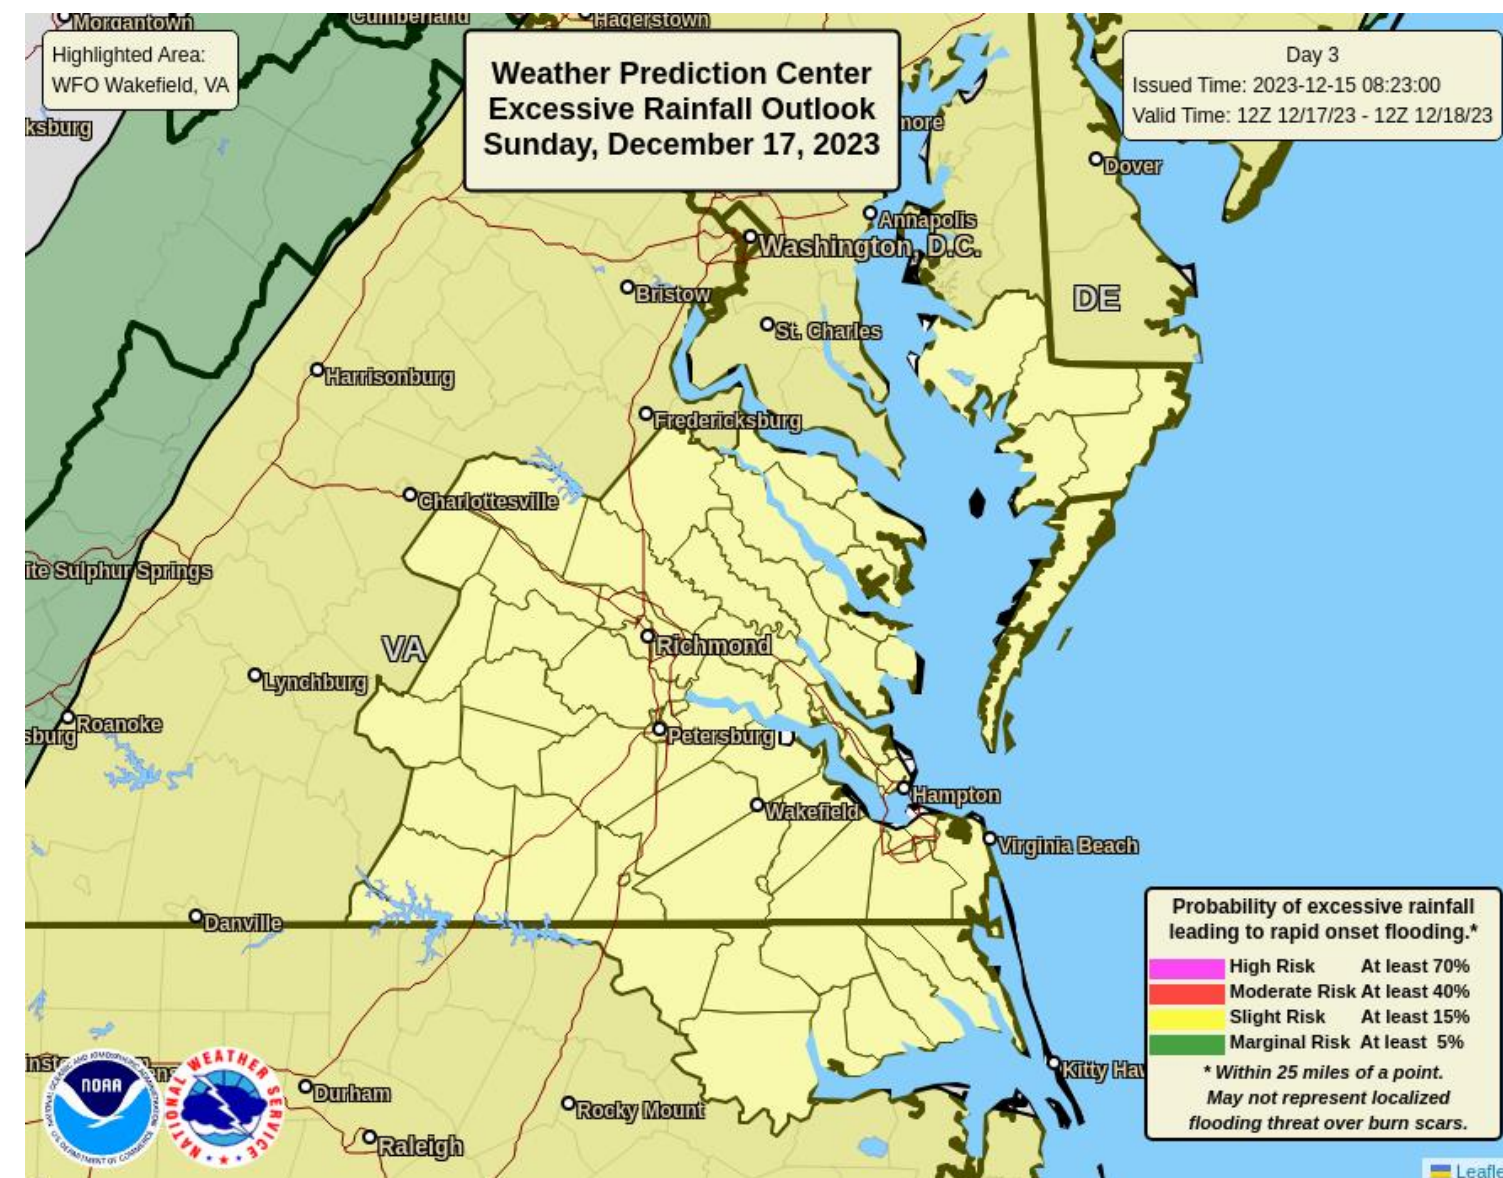 Morgantown
Cumberland
Hagerstown
Highlighted Area:
WFO Wakefield, VA
Weather Prediction Center
Excessive Rainfall Outlook
Sunday, December 17, 2023
Day 3
Issued Time: 2023-12-15 08:23:00
Valid Time: 12Z 12/17/23 - 12Z 12/18/23
ksburg
more
Dover
Annapolis
Washington, D.C.
Bristow
DE
St. Charles
Harrisonburg
Fredericksburg
Charlottesville
ite Sulphur Springs
Richmond
VA
Lynchburg
Roanoke
sburg
Petersburg
Hampton
Wakefield
Virginia Beach
Danville
Probability of excessive rainfall
leading to rapid onset flooding.*
High Risk At least 70%
Moderate Risk At least 40%
Slight Risk At least 15%
Marginal Risk At least 5%
* Within 25 miles of a point.
May not represent localized
flooding threat over burn scars.
Kitty Haw
Durham
Rocky Mount
Raleigh
NOAA
NATIONAL WEATHER SERVICE
Leafle